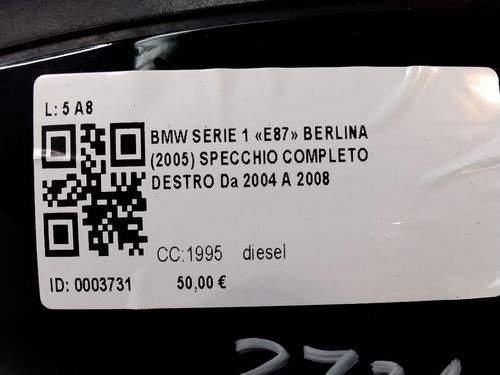 L: 5 A8
BMW SERIE 1 «E87» BERLINA
(2005) SPECCHIO COMPLETO
DESTRO Da 2004 A 2008
CC:1995 diesel
ID: 0003731 50,00 €